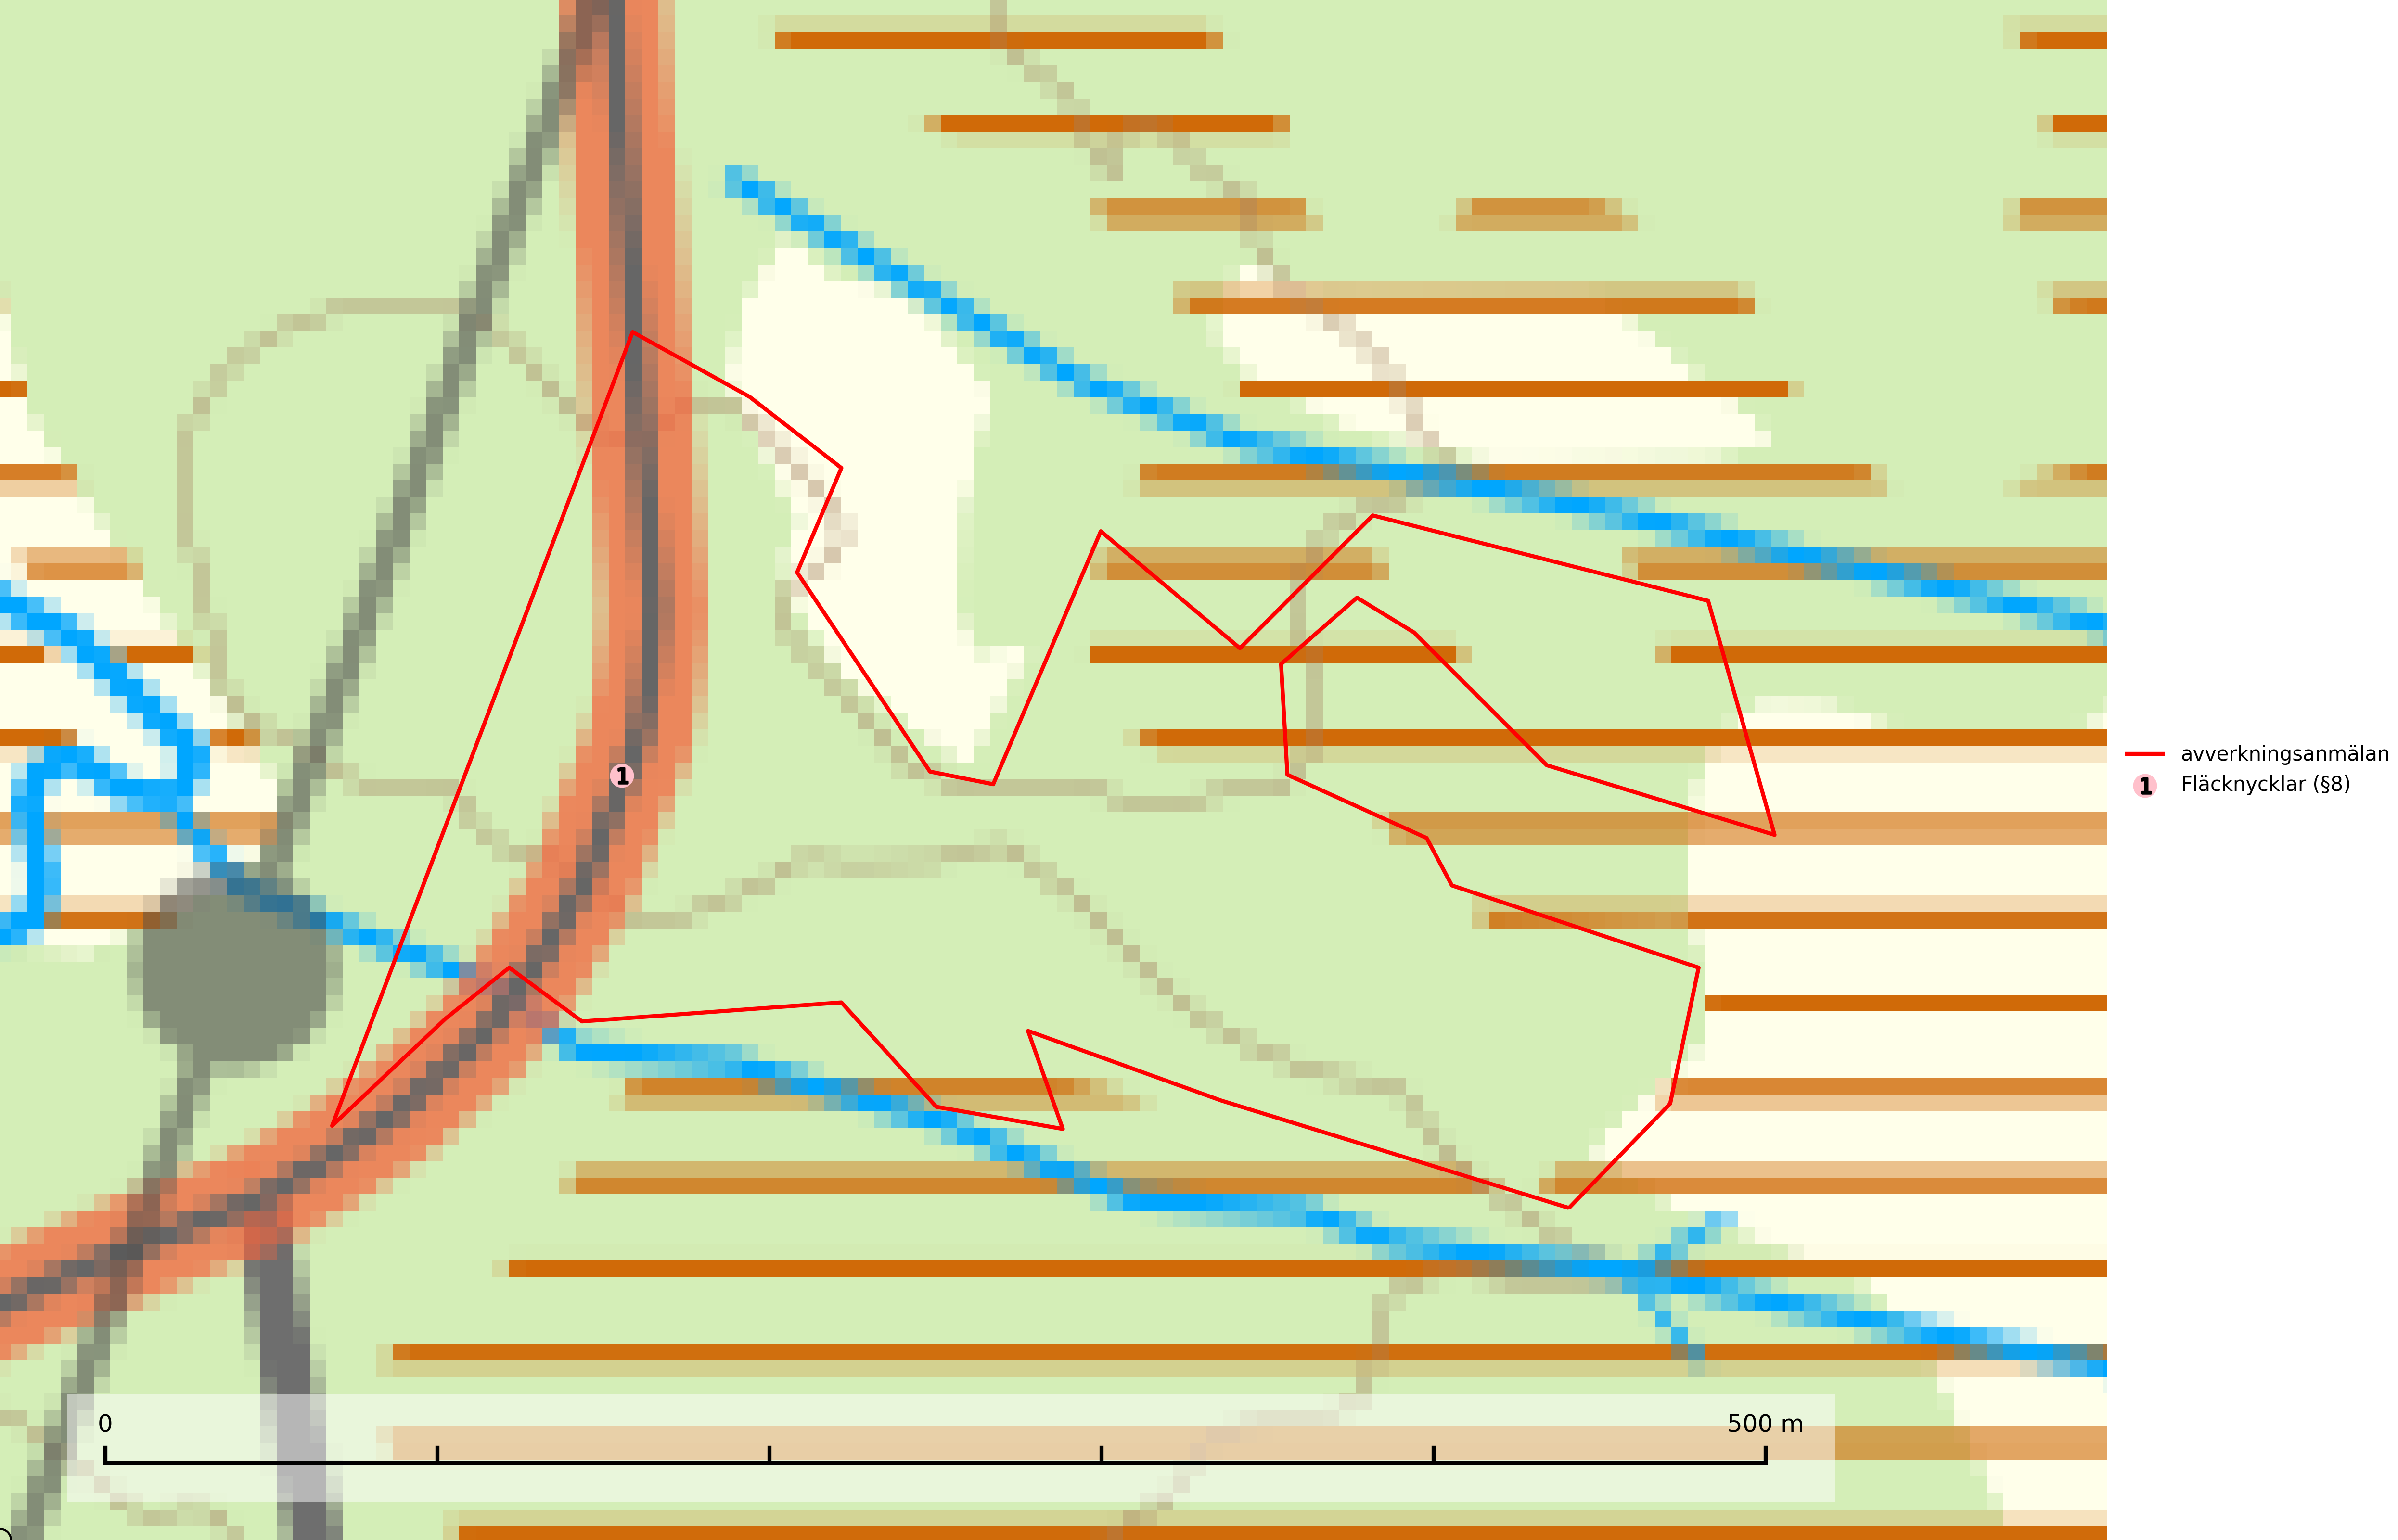 1
avverkningsanmälan
1 Fläcknycklar (§8)
0 500 m